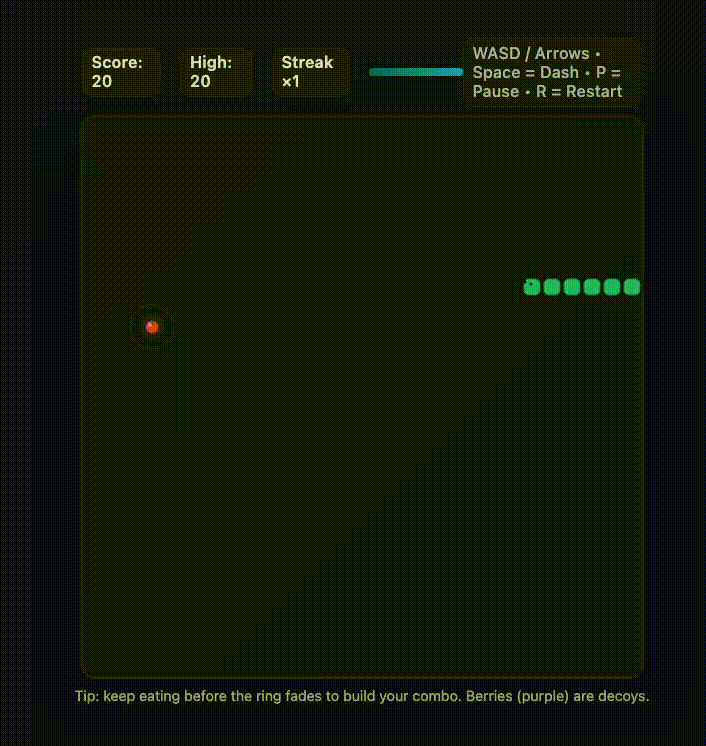 Score:
20
High:
20
Streak
×1
WASD / Arrows •
Space = Dash • P =
Pause • R = Restart
Tip: keep eating before the ring fades to build your combo. Berries (purple) are decoys.